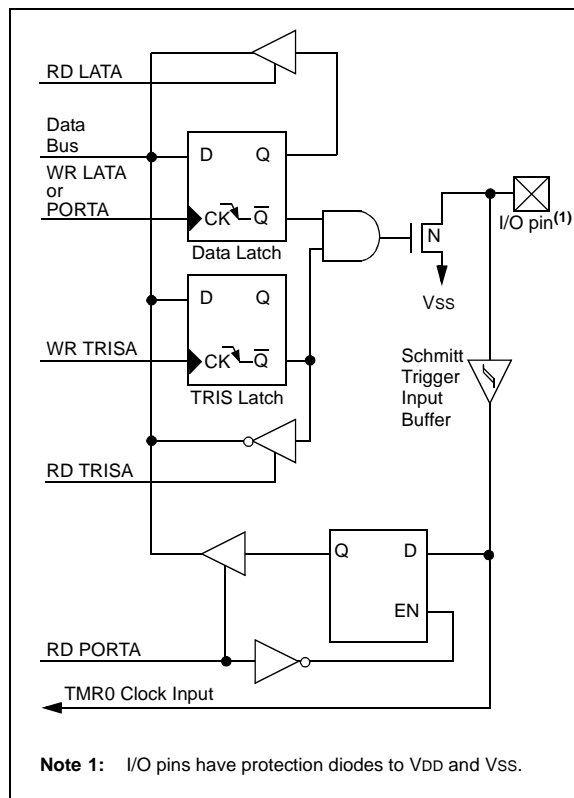 RD LATA
Data
Bus
D Q
WR LATA
or
PORTA
CK Q̅
I/O pin(1)
N
Data Latch
VSS
D Q
WR TRISA
CK Q̅
Schmitt
Trigger
Input
Buffer
TRIS Latch
RD TRISA
Q D
EN
RD PORTA
TMR0 Clock Input
Note 1: I/O pins have protection diodes to VDD and VSS.